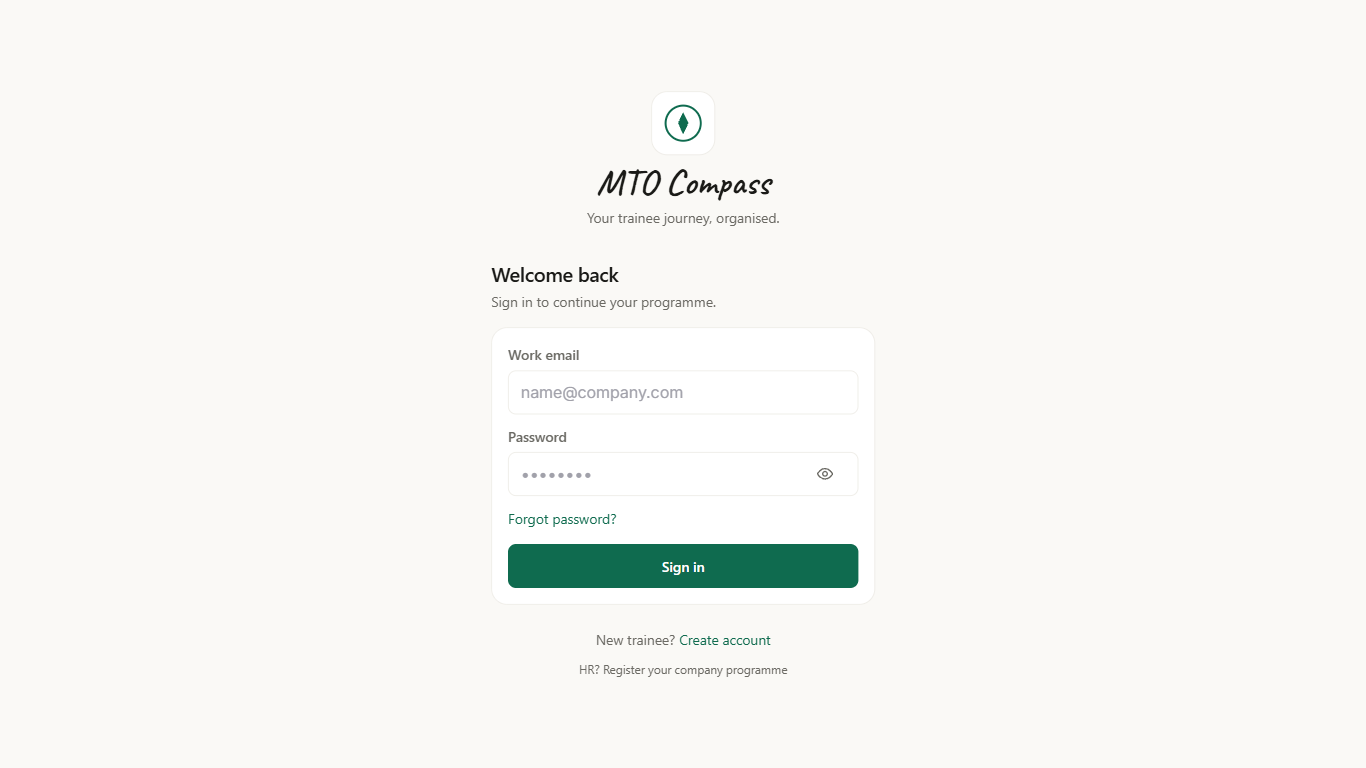 MTO Compass
Your trainee journey, organised.
Welcome back
Sign in to continue your programme.
Work email
name@company.com
Password
••••••••
Forgot password?
Sign in
New trainee? Create account
HR? Register your company programme